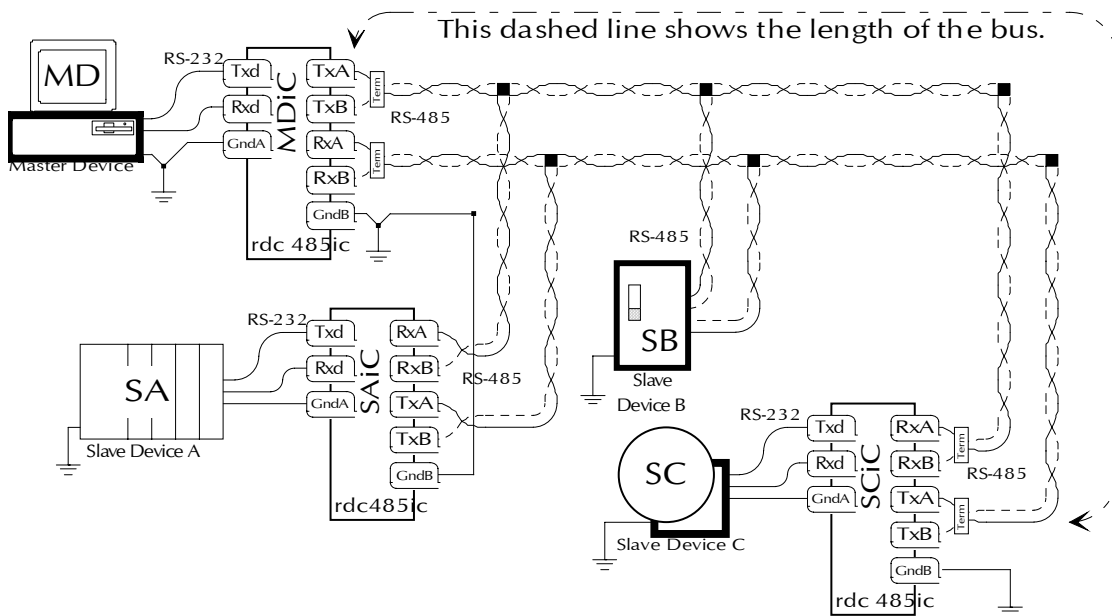 This dashed line shows the length of the bus.
MD
RS-232
Master Device
Txd
Rxd
GndA
MDiC
TxA
TxB
RxA
RxB
GndB
rdc 485ic
Term
Term
RS-485
SA
Slave Device A
RS-232
Txd
Rxd
GndA
SAiC
RxA
RxB
TxA
TxB
GndB
rdc485ic
RS-485
RS-485
SB
Slave
Device B
SC
Slave Device C
RS-232
Txd
Rxd
GndA
SCiC
RxA
RxB
TxA
TxB
GndB
rdc 485ic
Term
Term
RS-485